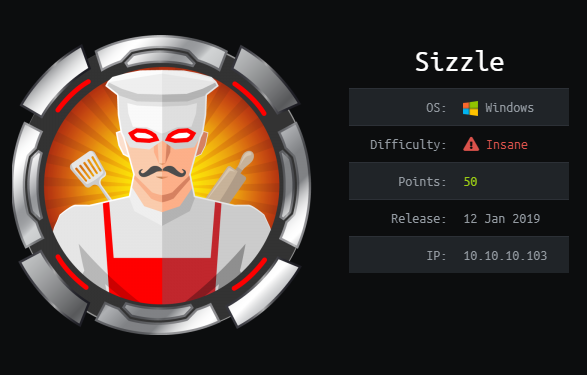 Sizzle
OS: Windows
Difficulty: Insane
Points: 50
Release: 12 Jan 2019
IP: 10.10.10.103